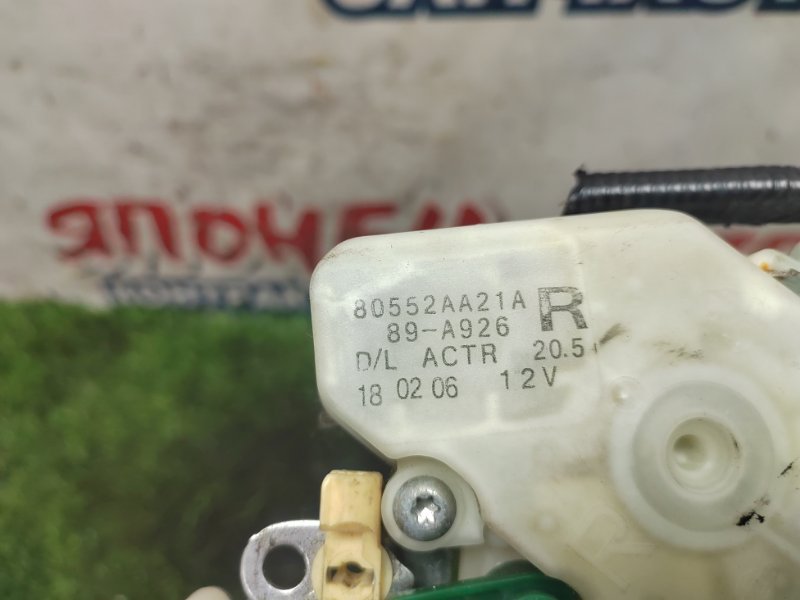 80552AA21A R
89-A926
D/L ACTR 20.5
18 02 06 12V